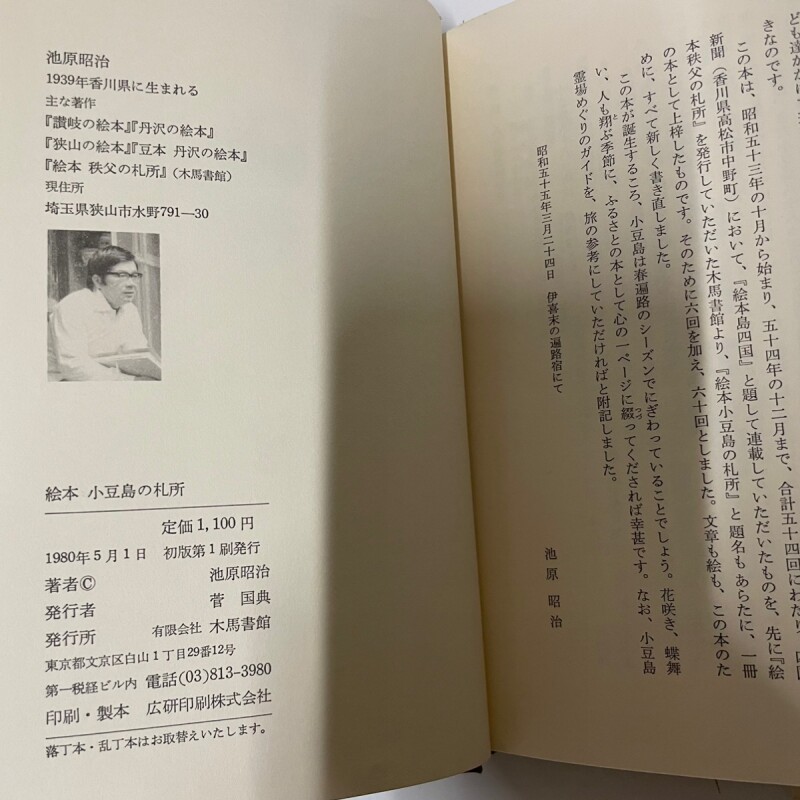 きなのです。
この本は、昭和五十三年の十月から始まり、五十四年の十二月まで、合計五十四回にわたり、四国
新聞（香川県高松市中野町）において、『絵本島四国』と題して連載していただいたものを、先に『絵
本秩父の札所』を発行していただいた木馬書館より、『絵本小豆島の札所』と題名もあらたに、一冊
の本として上梓したものです。そのために六回を加え、六十回としました。文章も絵も、この本のた
めに、すべて新しく書き直しました。
この本が誕生するころ、小豆島は春遍路のシーズンでにぎわっていることでしょう。花咲き、蝶舞
い、人も翔ぶ季節に、ふるさとの本として心の一ページに綴ってくだされば幸甚です。なお、小豆島
霊場めぐりのガイドを、旅の参考にしていただければと附記しました。
昭和五十五年三月二十四日　伊喜末の遍路宿にて
池原昭治
池原昭治
1939年香川県に生まれる
主な著作
『讃岐の絵本』『丹沢の絵本』
『狭山の絵本』『豆本 丹沢の絵本』
『絵本 秩父の札所』（木馬書館）
現住所
埼玉県狭山市水野791―30
絵本 小豆島の札所
定価1,100円
1980年5月1日　初版第1刷発行
著者©　池原昭治
発行者　菅 国典
発行所　有限会社 木馬書館
東京都文京区白山1丁目29番12号
第一税経ビル内 電話(03)813-3980
印刷・製本　広研印刷株式会社
落丁本・乱丁本はお取替えいたします。